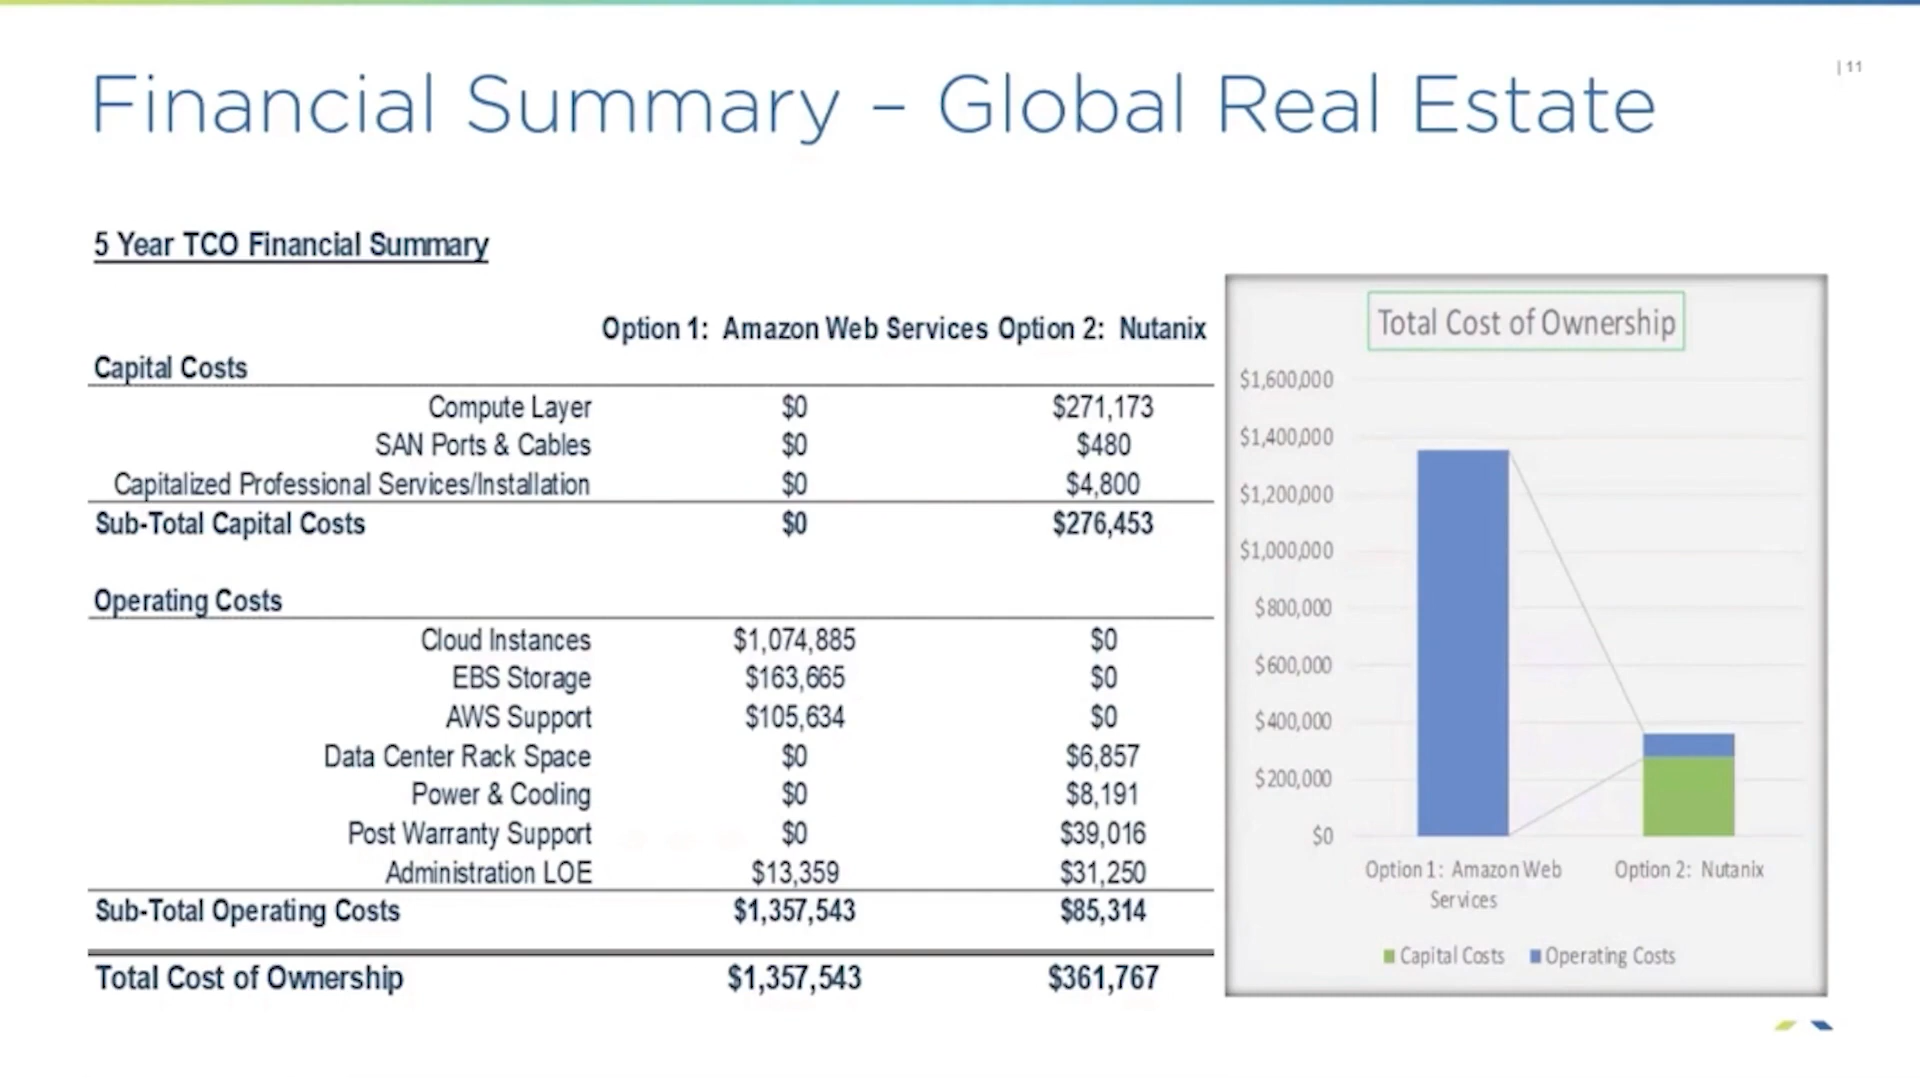 | 11
Financial Summary – Global Real Estate
5 Year TCO Financial Summary
Option 1: Amazon Web Services Option 2: Nutanix
Capital Costs
Compute Layer $0 $271,173
SAN Ports & Cables $0 $480
Capitalized Professional Services/Installation $0 $4,800
Sub-Total Capital Costs $0 $276,453
Operating Costs
Cloud Instances $1,074,885 $0
EBS Storage $163,665 $0
AWS Support $105,634 $0
Data Center Rack Space $0 $6,857
Power & Cooling $0 $8,191
Post Warranty Support $0 $39,016
Administration LOE $13,359 $31,250
Sub-Total Operating Costs $1,357,543 $85,314
Total Cost of Ownership $1,357,543 $361,767
Total Cost of Ownership
$1,600,000
$1,400,000
$1,200,000
$1,000,000
$800,000
$600,000
$400,000
$200,000
$0
Option 1: Amazon Web Option 2: Nutanix
Services
Capital Costs Operating Costs